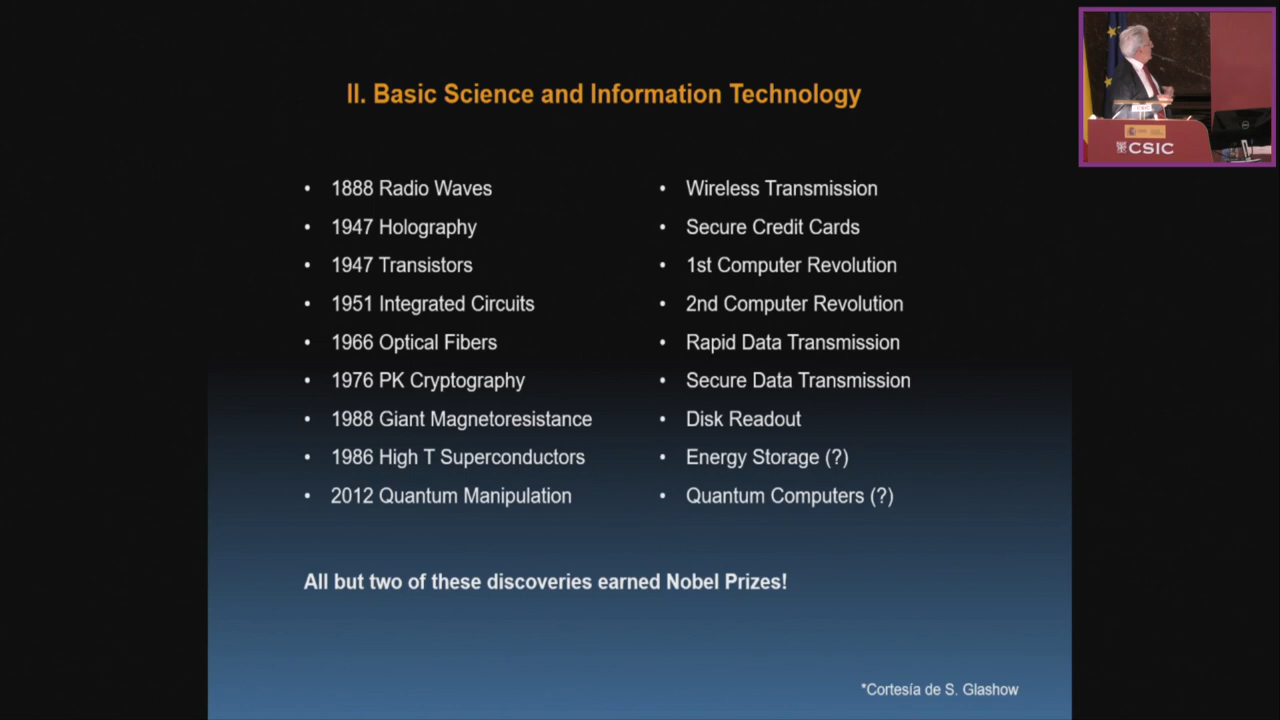 II. Basic Science and Information Technology
• 1888 Radio Waves
• 1947 Holography
• 1947 Transistors
• 1951 Integrated Circuits
• 1966 Optical Fibers
• 1976 PK Cryptography
• 1988 Giant Magnetoresistance
• 1986 High T Superconductors
• 2012 Quantum Manipulation
• Wireless Transmission
• Secure Credit Cards
• 1st Computer Revolution
• 2nd Computer Revolution
• Rapid Data Transmission
• Secure Data Transmission
• Disk Readout
• Energy Storage (?)
• Quantum Computers (?)
All but two of these discoveries earned Nobel Prizes!
*Cortesía de S. Glashow
CSIC